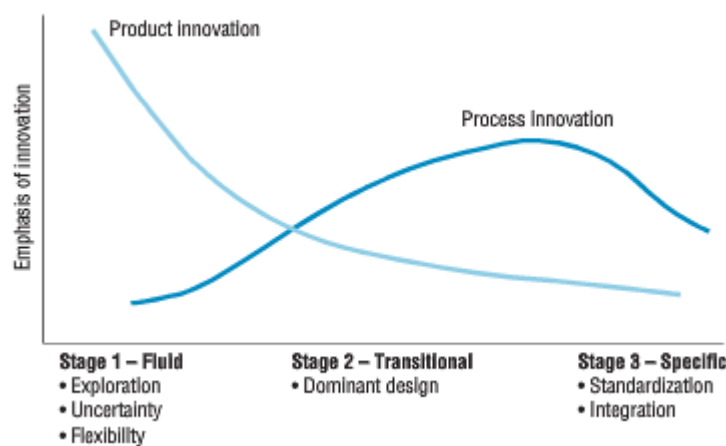 Product innovation
Process innovation
Emphasis of innovation
Stage 1 – Fluid
• Exploration
• Uncertainty
• Flexibility
Stage 2 – Transitional
• Dominant design
Stage 3 – Specific
• Standardization
• Integration